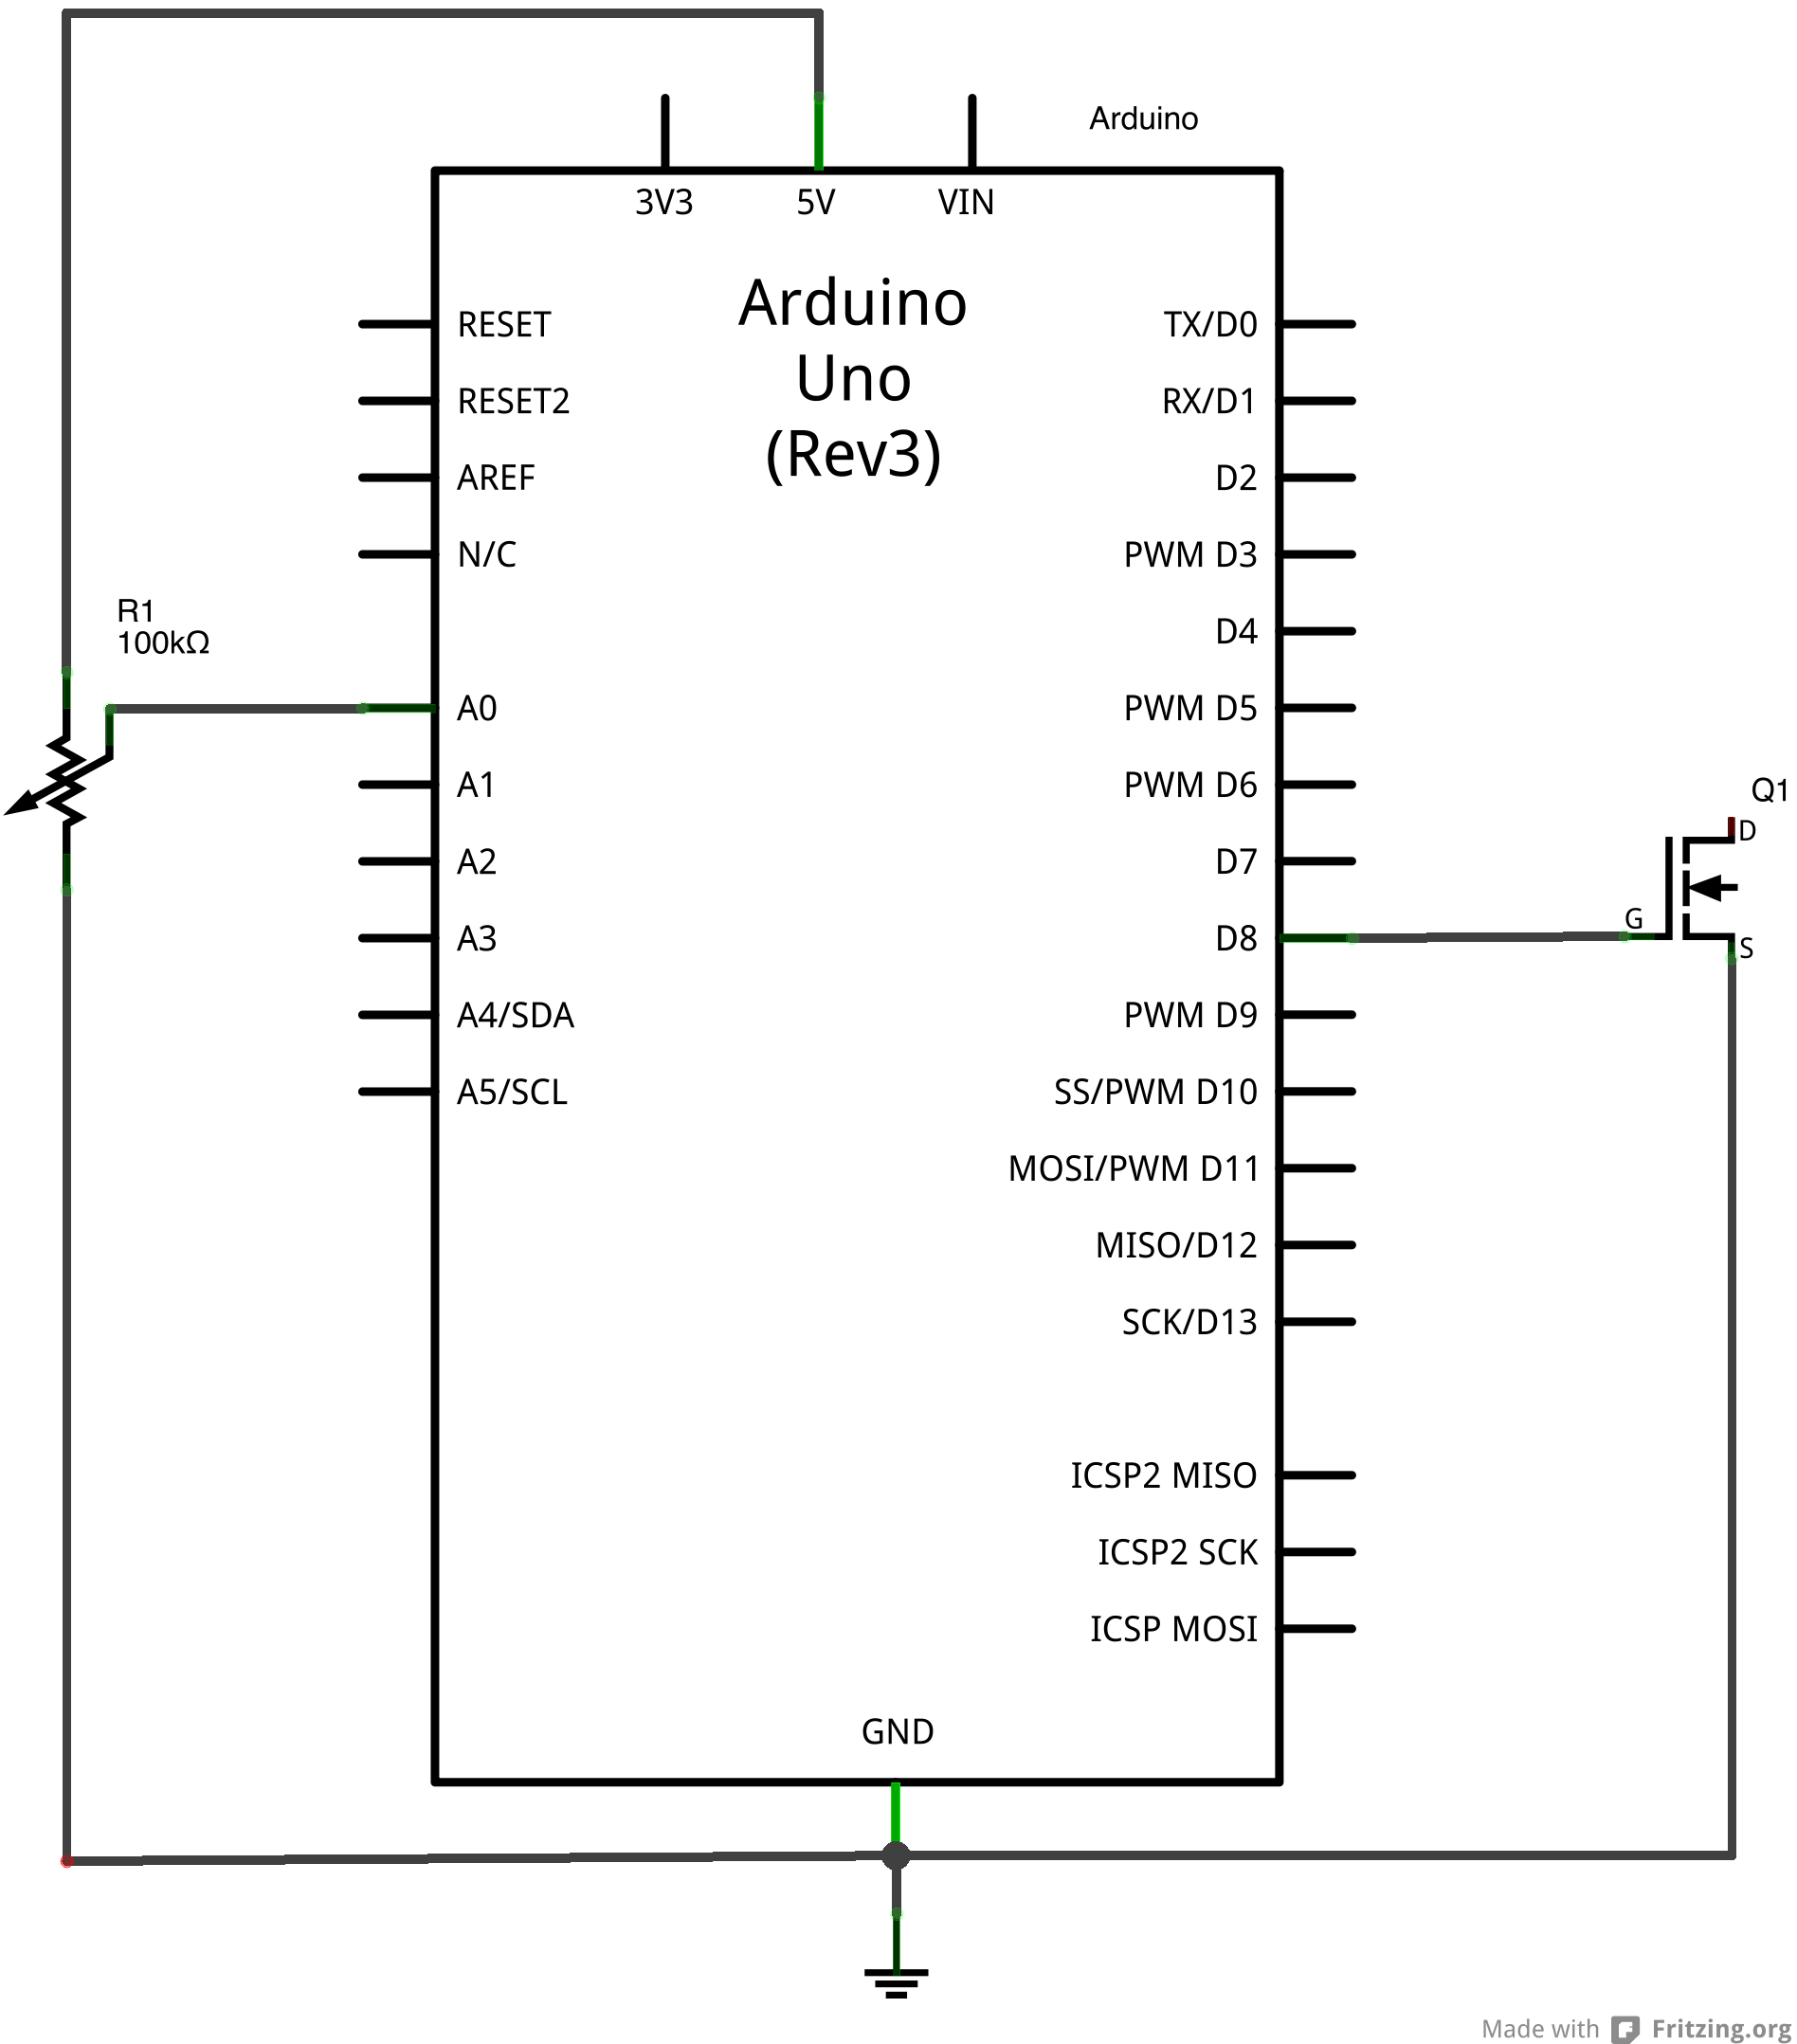 Arduino
3V3
5V
VIN
Arduino
Uno
(Rev3)
RESET
RESET2
AREF
N/C
A0
A1
A2
A3
A4/SDA
A5/SCL
TX/D0
RX/D1
D2
PWM D3
D4
PWM D5
PWM D6
D7
D8
PWM D9
SS/PWM D10
MOSI/PWM D11
MISO/D12
SCK/D13
ICSP2 MISO
ICSP2 SCK
ICSP MOSI
GND
R1
100kΩ
Q1
D
G
S
Made with Fritzing.org